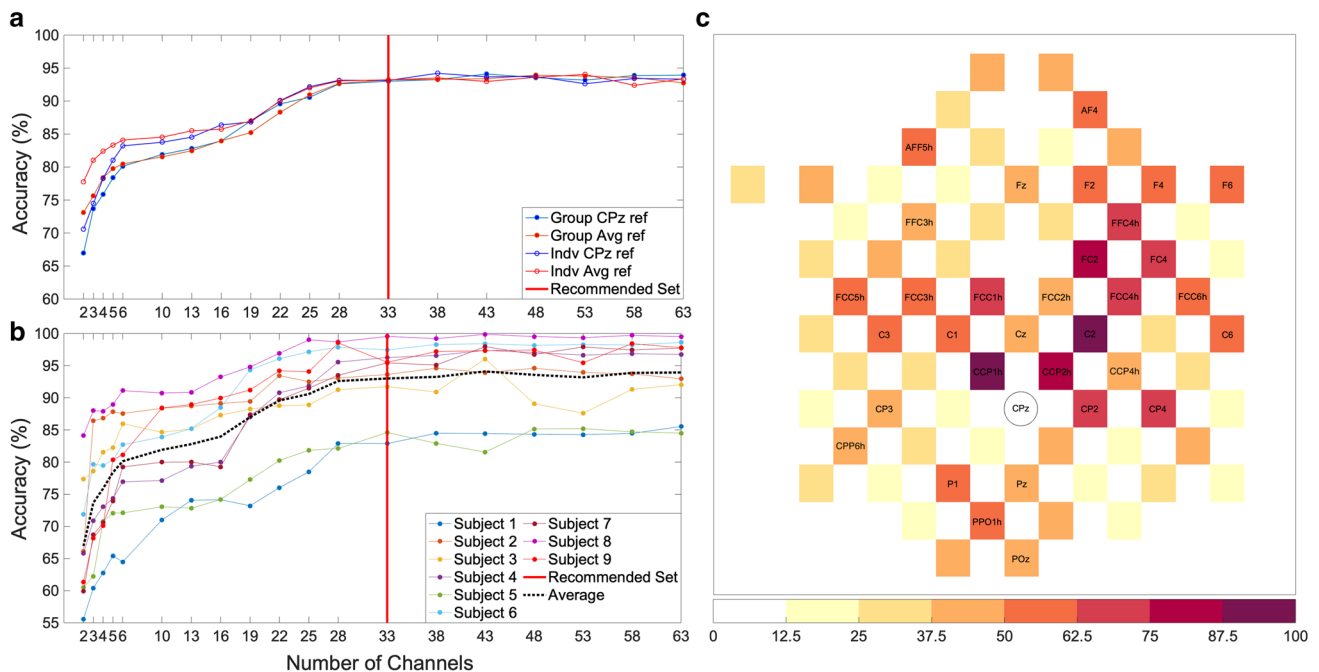 a
Accuracy (%)
100
95
90
85
80
75
70
65
60
2 3 4 5 6 10 13 16 19 22 25 28 33 38 43 48 53 58 63
Group CPz ref
Group Avg ref
Indv CPz ref
Indv Avg ref
Recommended Set
b
Accuracy (%)
100
95
90
85
80
75
70
65
60
55
2 3 4 5 6 10 13 16 19 22 25 28 33 38 43 48 53 58 63
Number of Channels
Subject 1
Subject 2
Subject 3
Subject 4
Subject 5
Subject 6
Subject 7
Subject 8
Subject 9
Recommended Set
Average
c
AF4
AFF5h
Fz F2 F4 F6
FFC3h FFC4h
FC2 FC4
FCC5h FCC3h FCC1h FCC2h FCC4h FCC6h
C3 C1 Cz C2 C6
CCP1h CCP2h CCP4h
CP3 CPz CP2 CP4
CPP6h
P1 Pz
PPO1h
POz
0 12.5 25 37.5 50 62.5 75 87.5 100